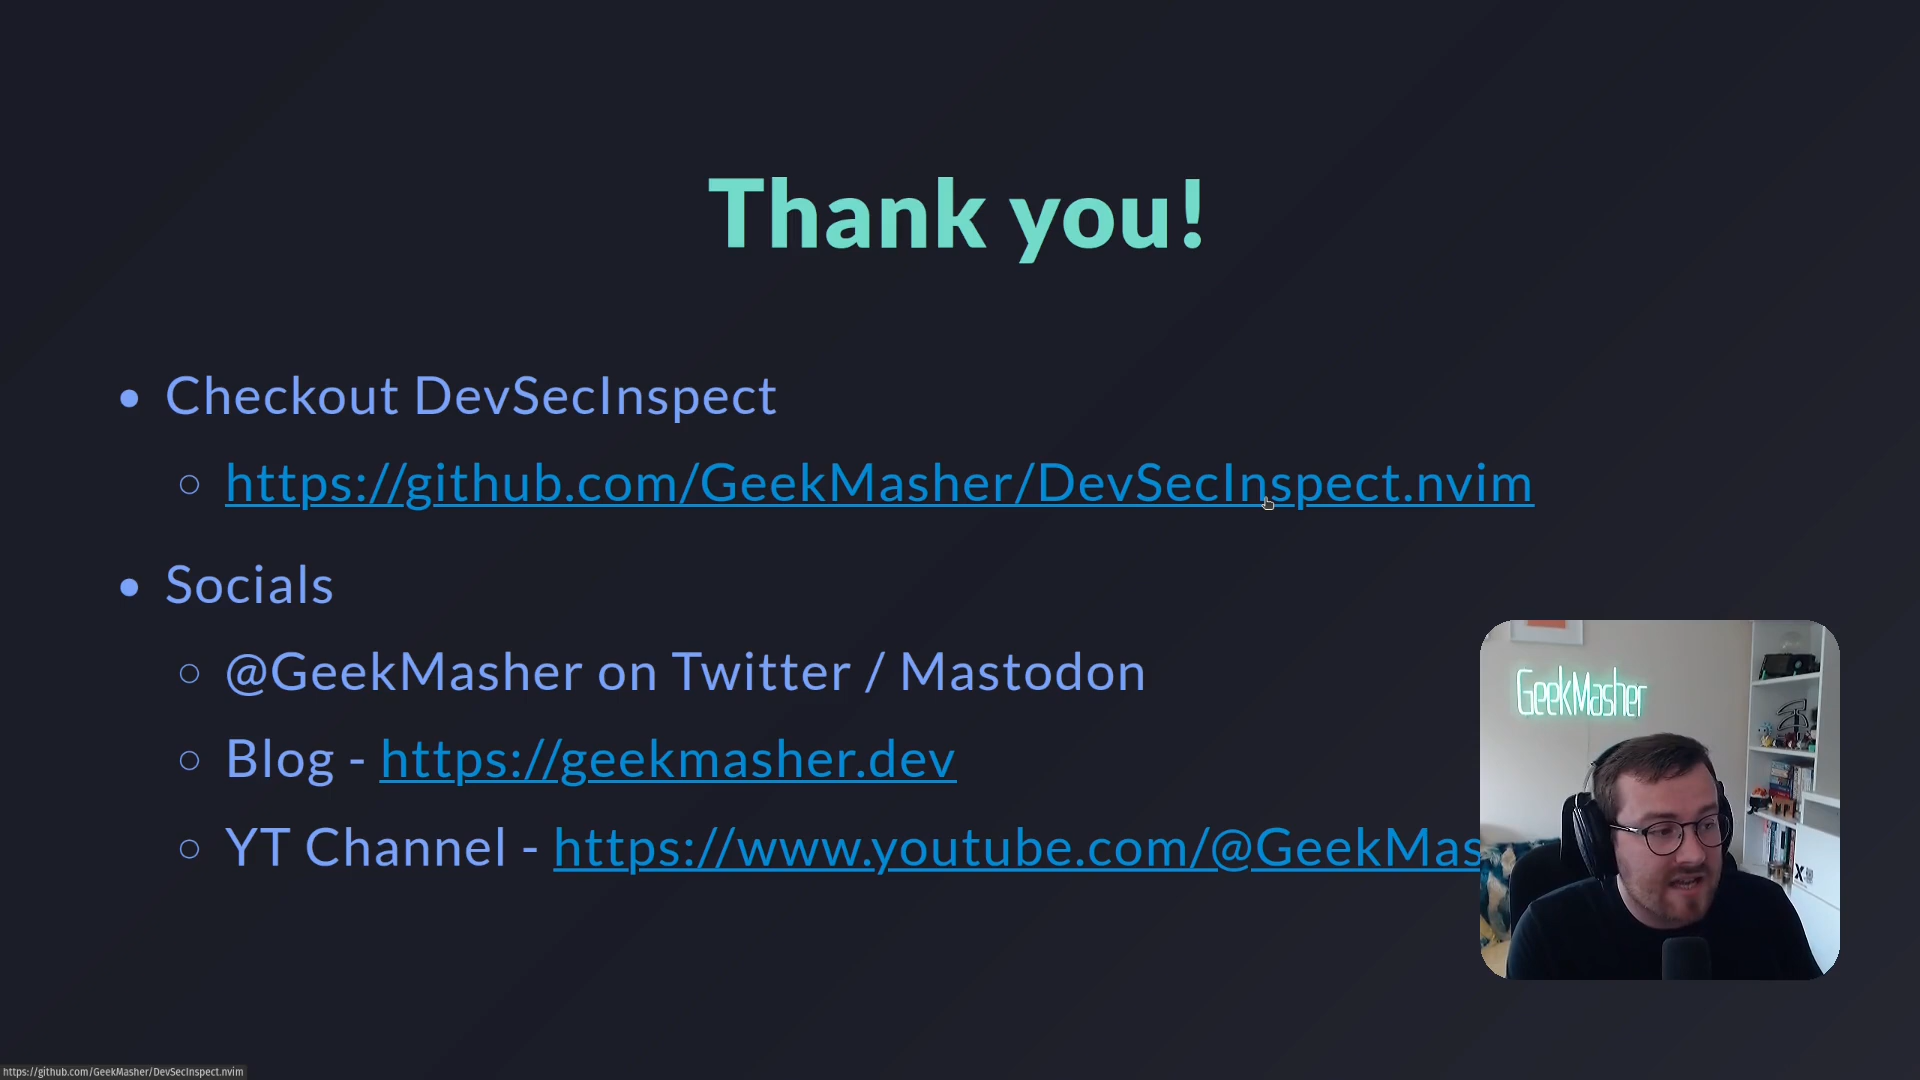 Thank you!
Checkout DevSecInspect
https://github.com/GeekMasher/DevSecInspect.nvim
Socials
@GeekMasher on Twitter / Mastodon
Blog - https://geekmasher.dev
YT Channel - https://www.youtube.com/@GeekMas
GeekMasher
X
https://github.com/GeekMasher/DevSecInspect.nvim